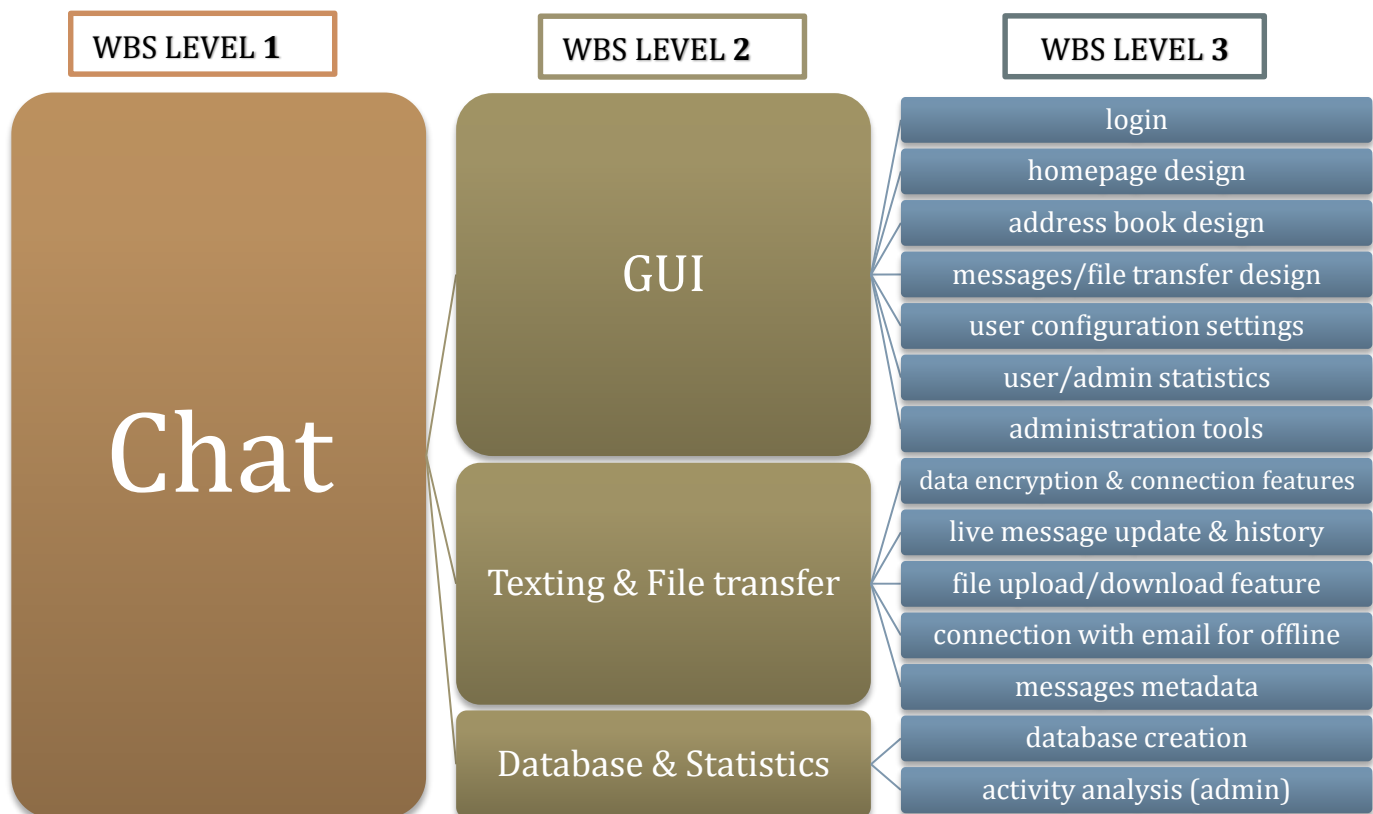 WBS LEVEL 1
WBS LEVEL 2
WBS LEVEL 3
Chat
GUI
login
homepage design
address book design
messages/file transfer design
user configuration settings
user/admin statistics
administration tools
Texting & File transfer
data encryption & connection features
live message update & history
file upload/download feature
connection with email for offline
messages metadata
Database & Statistics
database creation
activity analysis (admin)